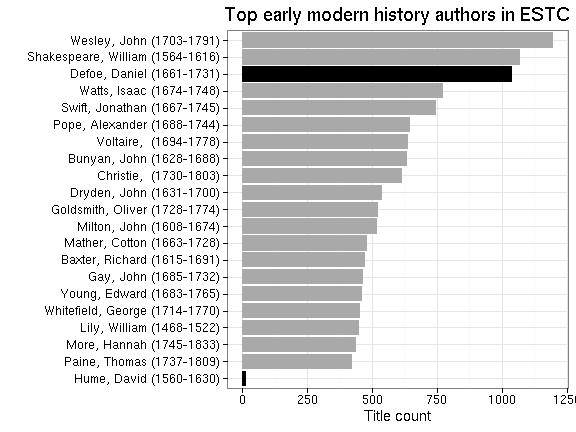 Top early modern history authors in ESTC
Wesley, John (1703-1791)
Shakespeare, William (1564-1616)
Defoe, Daniel (1661-1731)
Watts, Isaac (1674-1748)
Swift, Jonathan (1667-1745)
Pope, Alexander (1688-1744)
Voltaire, (1694-1778)
Bunyan, John (1628-1688)
Christie, (1730-1803)
Dryden, John (1631-1700)
Goldsmith, Oliver (1728-1774)
Milton, John (1608-1674)
Mather, Cotton (1663-1728)
Baxter, Richard (1615-1691)
Gay, John (1685-1732)
Young, Edward (1683-1765)
Whitefield, George (1714-1770)
Lily, William (1468-1522)
More, Hannah (1745-1833)
Paine, Thomas (1737-1809)
Hume, David (1560-1630)
0 250 500 750 1000 1250
Title count